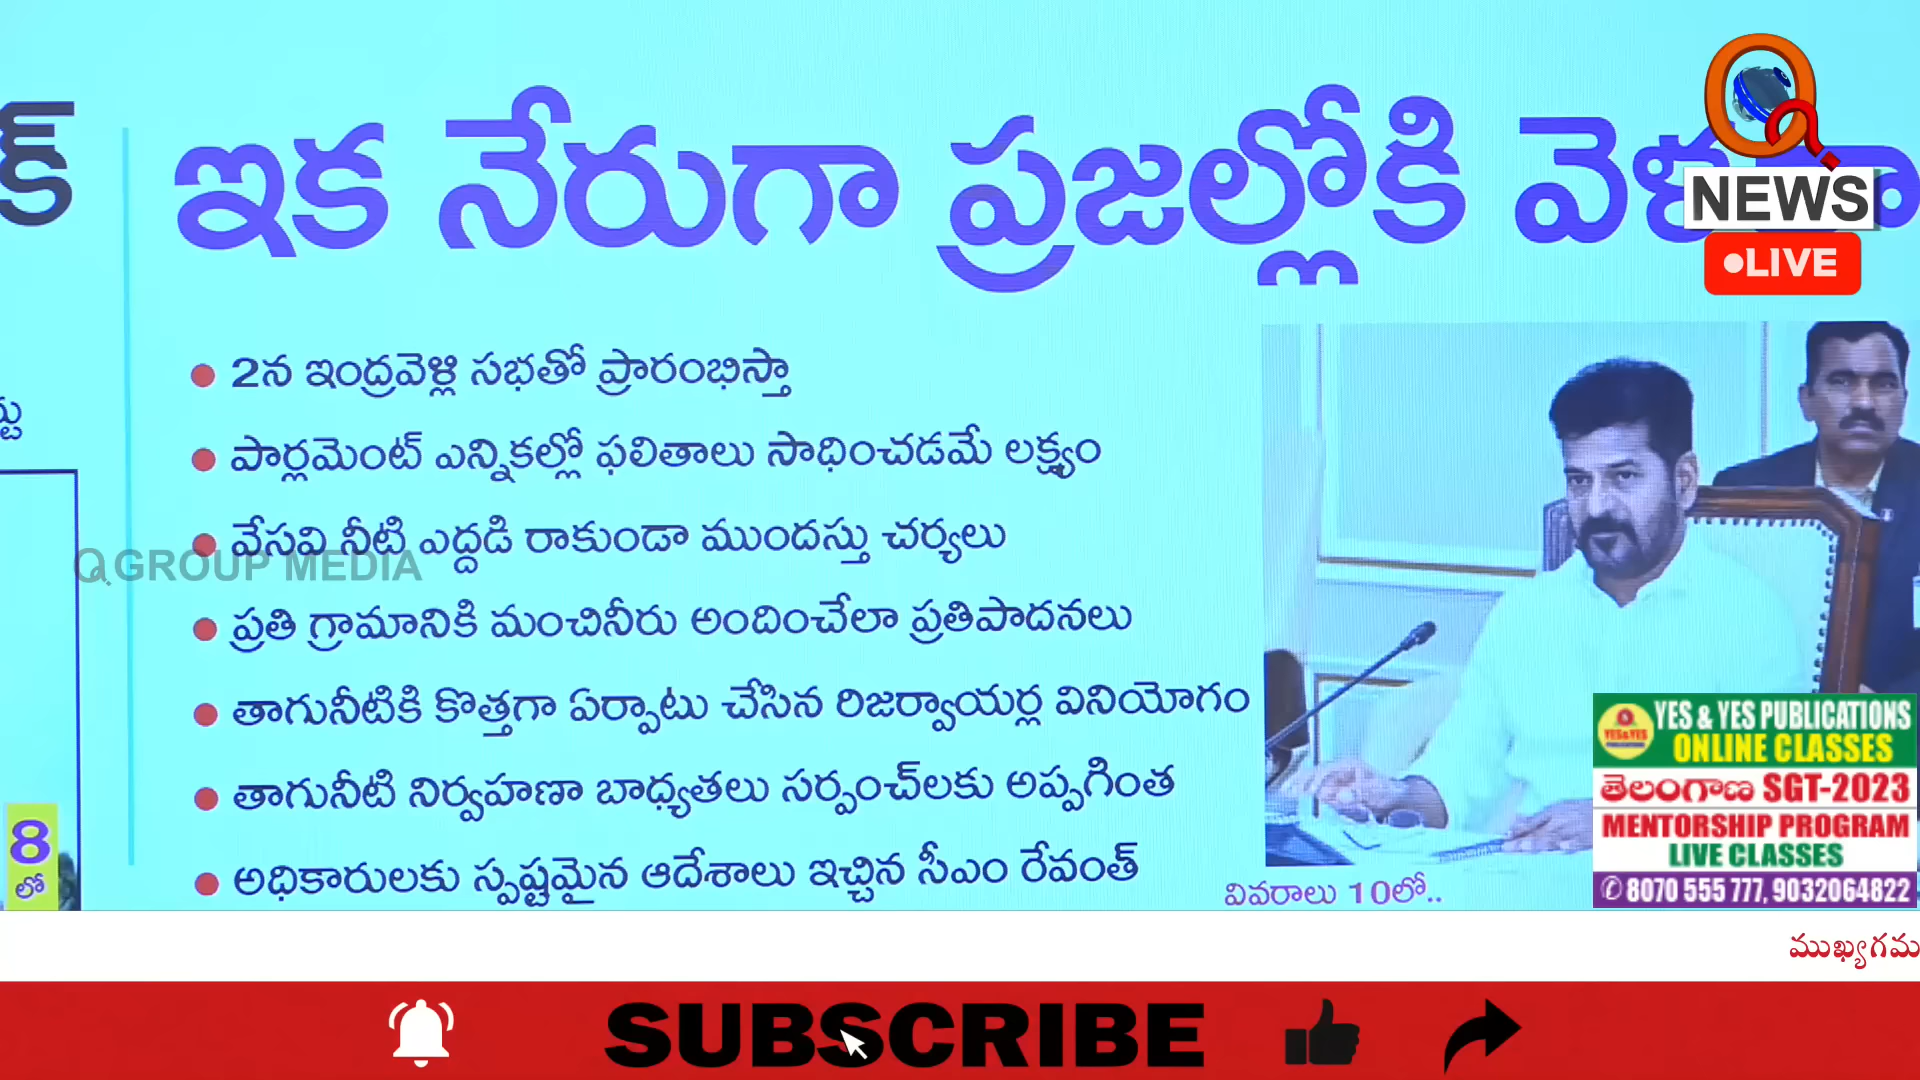 క్
ఇక నేరుగా ప్రజల్లోకి
NEWS
LIVE
2న ఇంద్రవెళ్లి సభతో ప్రారంభిస్తా
పార్లమెంట్ ఎన్నికల్లో ఫలితాలు సాధించడమే లక్ష్యం
వేసవి నీటి ఎద్దడి రాకుండా ముందస్తు చర్యలు
GROUP MEDIA
ప్రతి గ్రామానికి మంచినీరు అందించేలా ప్రతిపాదనలు
తాగునీటికి కొత్తగా ఏర్పాటు చేసిన రిజర్వాయర్ల వినియోగం
తాగునీటి నిర్వహణా బాధ్యతలు సర్పంచ్‌లకు అప్పగింత
అధికారులకు స్పష్టమైన ఆదేశాలు ఇచ్చిన సీఎం రేవంత్
వివరాలు 10లో..
8
లో
YES & YES PUBLICATIONS
ONLINE CLASSES
తెలంగాణ SGT-2023
MENTORSHIP PROGRAM
LIVE CLASSES
8070 555 777, 9032064822
ముఖ్యగమ
SUBSCRIBE